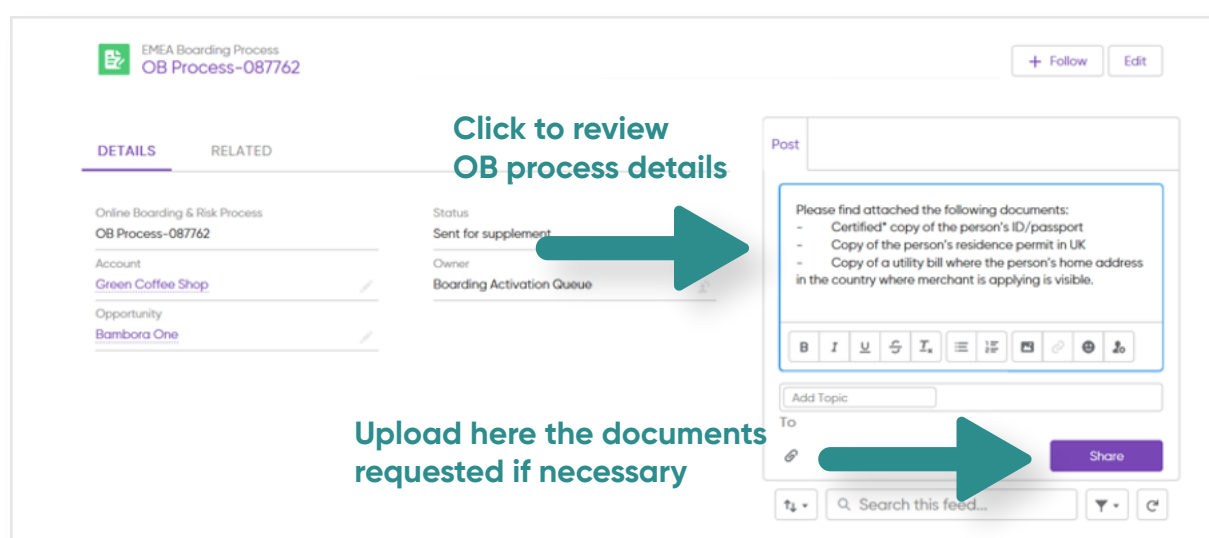 EMEA Boarding Process
OB Process-087762
+ Follow
Edit
Click to review
OB process details
DETAILS
RELATED
Online Boarding & Risk Process
OB Process-087762
Account
Green Coffee Shop
Opportunity
Bambora One
Status
Sent for supplement
Owner
Boarding Activation Queue
Post
Please find attached the following documents:
- Certified* copy of the person's ID/passport
- Copy of the person's residence permit in UK
- Copy of a utility bill where the person's home address
in the country where merchant is applying is visible.
B I U S Tx
Add Topic
To
Upload here the documents
requested if necessary
Share
Search this feed...